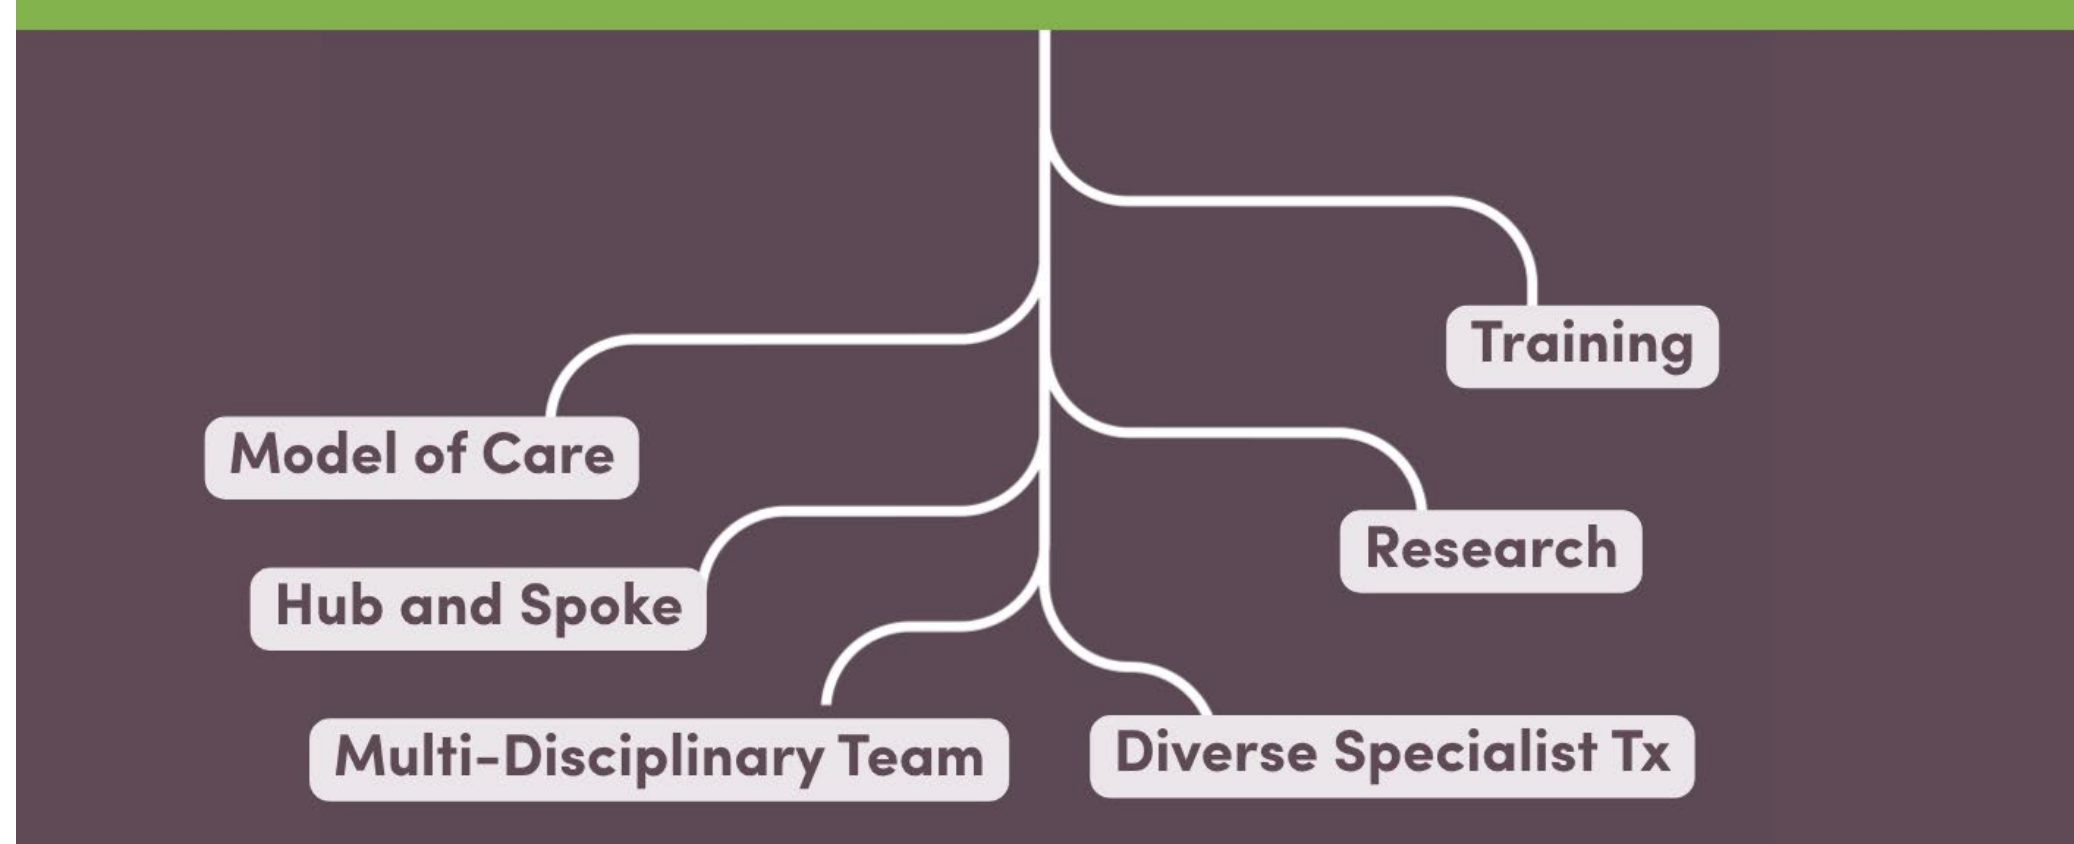 Training
Model of Care
Research
Hub and Spoke
Multi-Disciplinary Team
Diverse Specialist Tx